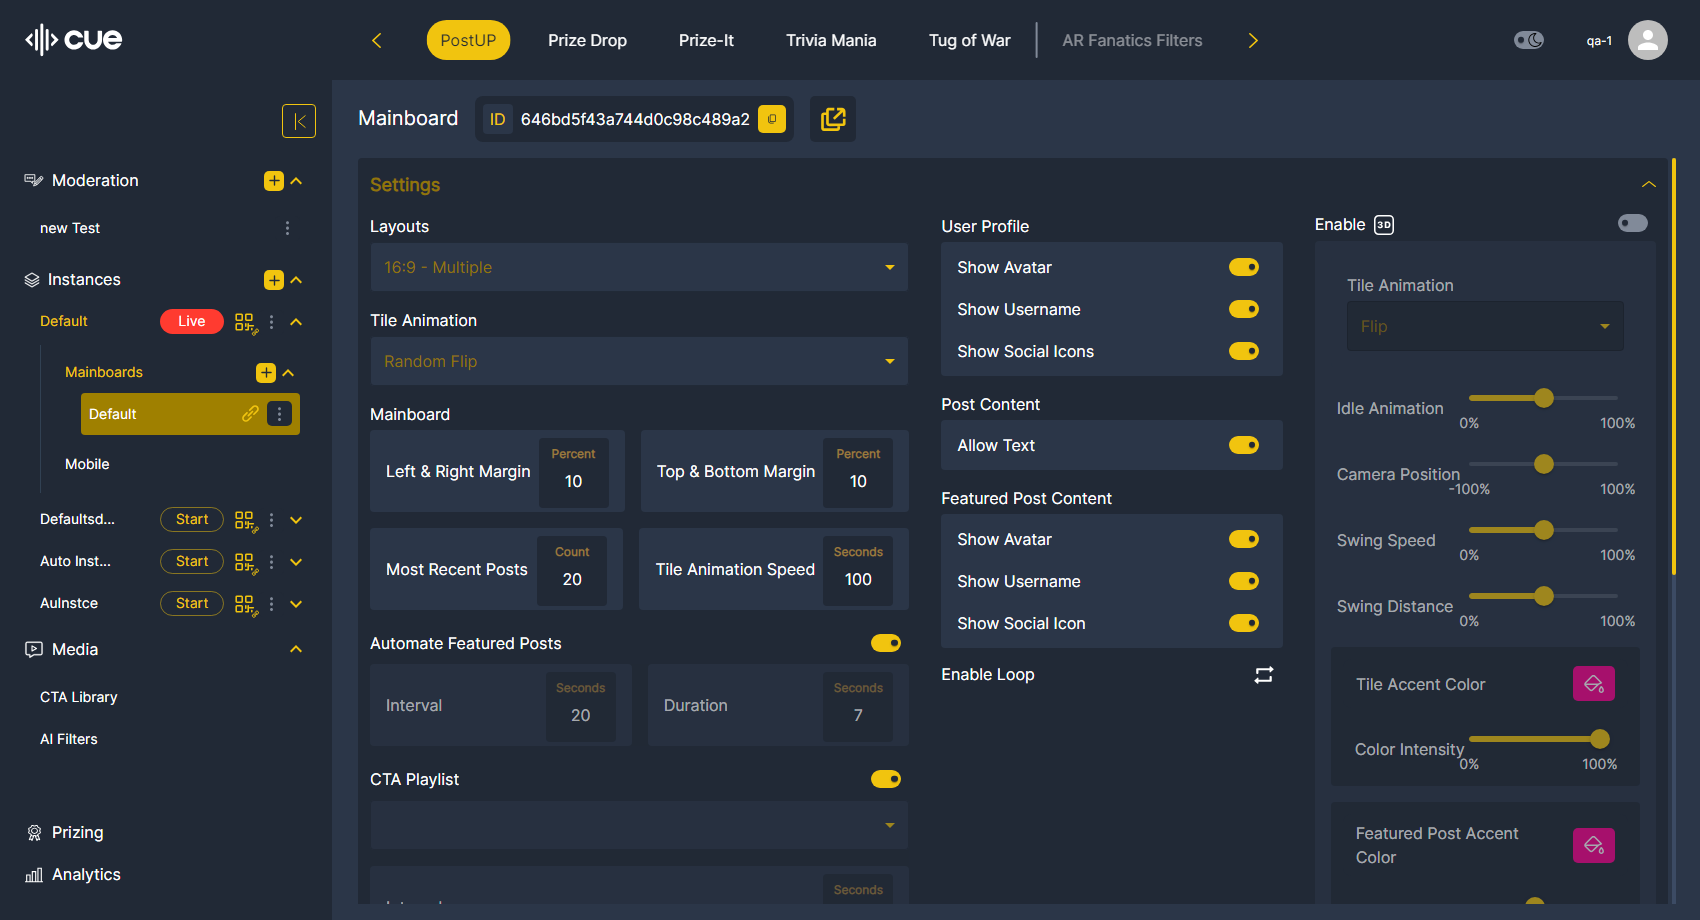 cue
PostUP
Prize Drop
Prize-It
Trivia Mania
Tug of War
AR Fanatics Filters
qa-1
Moderation
new Test
Instances
Default
Live
Mainboards
Default
Mobile
Defaultsd...
Start
Auto Inst...
Start
AuInstce
Start
Media
CTA Library
AI Filters
Prizing
Analytics
Mainboard
ID
646bd5f43a744d0c98c489a2
Settings
Layouts
16:9 - Multiple
Tile Animation
Random Flip
Mainboard
Left & Right Margin
Percent
10
Top & Bottom Margin
Percent
10
Most Recent Posts
Count
20
Tile Animation Speed
Seconds
100
Automate Featured Posts
Interval
Seconds
20
Duration
Seconds
7
CTA Playlist
Seconds
User Profile
Show Avatar
Show Username
Show Social Icons
Post Content
Allow Text
Featured Post Content
Show Avatar
Show Username
Show Social Icon
Enable Loop
Enable
3D
Tile Animation
Flip
Idle Animation
0%
100%
Camera Position
-100%
100%
Swing Speed
0%
100%
Swing Distance
0%
100%
Tile Accent Color
Color Intensity
0%
100%
Featured Post Accent
Color